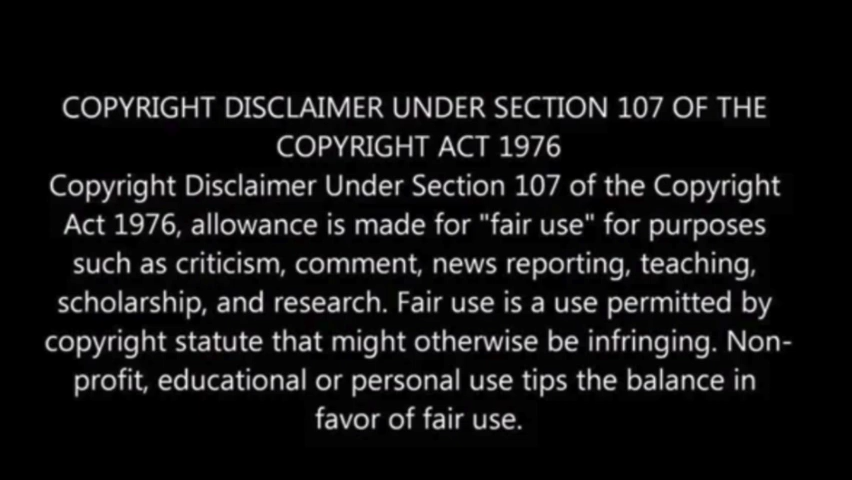 COPYRIGHT DISCLAIMER UNDER SECTION 107 OF THE
COPYRIGHT ACT 1976
Copyright Disclaimer Under Section 107 of the Copyright
Act 1976, allowance is made for "fair use" for purposes
such as criticism, comment, news reporting, teaching,
scholarship, and research. Fair use is a use permitted by
copyright statute that might otherwise be infringing. Non-
profit, educational or personal use tips the balance in
favor of fair use.